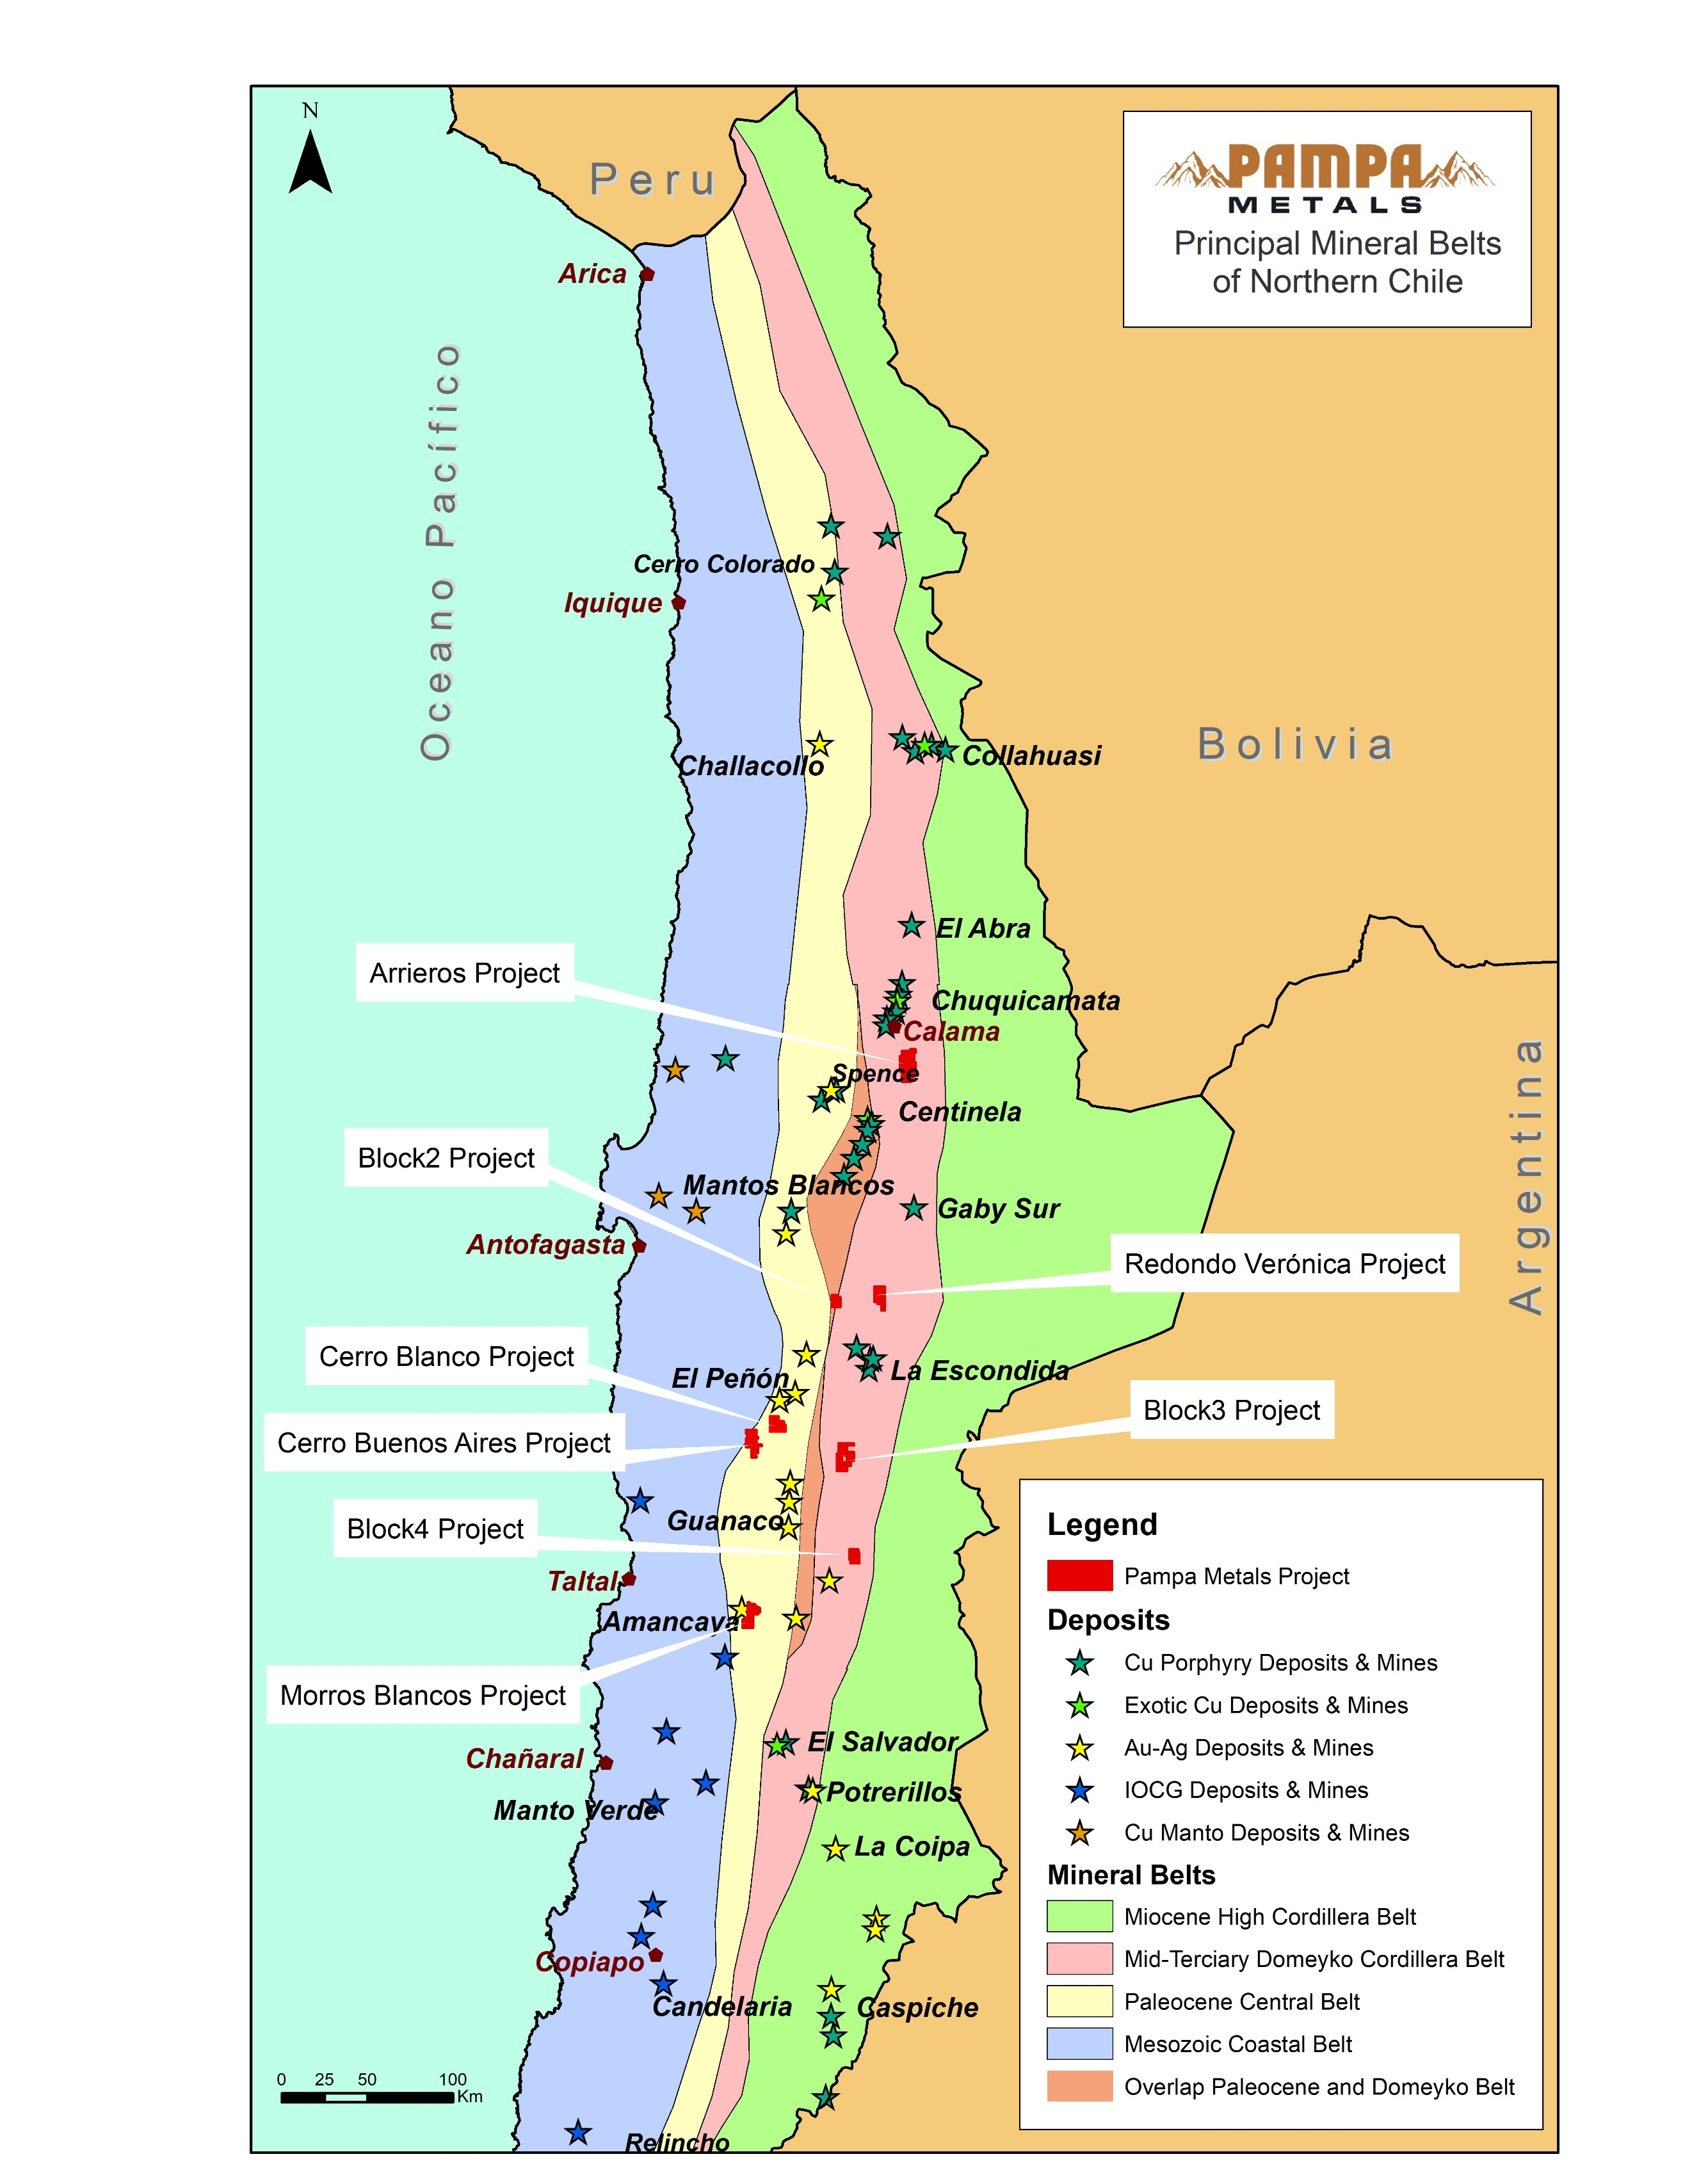 N
Peru
PAMPA
METALS
Principal Mineral Belts
of Northern Chile
Arica
Oceano Pacífico
Cerro Colorado
Iquique
Challacollo
Collahuasi
Bolivia
El Abra
Arrieros Project
Chuquicamata
Calama
Spence
Centinela
Argentina
Block2 Project
Mantos Blancos
Gaby Sur
Antofagasta
Redondo Verónica Project
Cerro Blanco Project
El Peñón
La Escondida
Block3 Project
Cerro Buenos Aires Project
Guanaco
Block4 Project
Taltal
Amancaya
Morros Blancos Project
El Salvador
Chañaral
Potrerillos
Manto Verde
La Coipa
Copiapo
Candelaria
Caspiche
Relincho
0 25 50 100
Km
Legend
Pampa Metals Project
Deposits
Cu Porphyry Deposits & Mines
Exotic Cu Deposits & Mines
Au-Ag Deposits & Mines
IOCG Deposits & Mines
Cu Manto Deposits & Mines
Mineral Belts
Miocene High Cordillera Belt
Mid-Terciary Domeyko Cordillera Belt
Paleocene Central Belt
Mesozoic Coastal Belt
Overlap Paleocene and Domeyko Belt